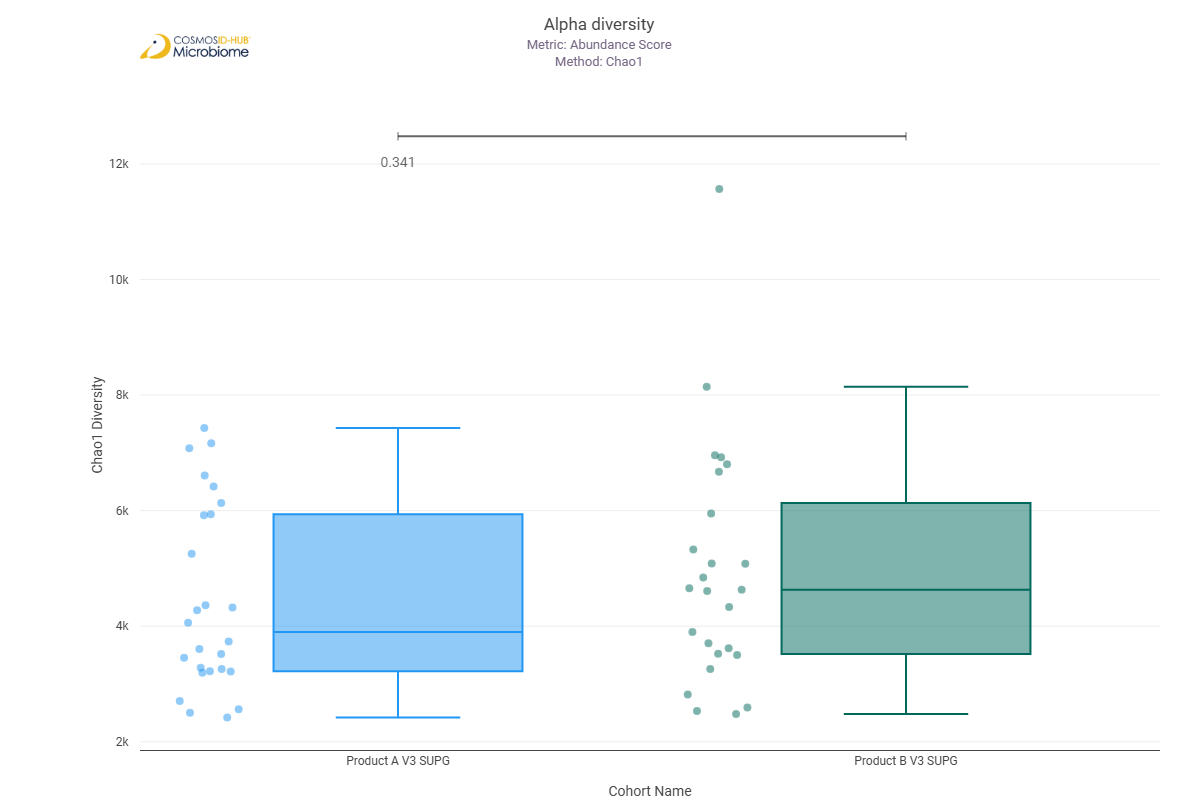 Alpha diversity
Metric: Abundance Score
Method: Chao1
COSMOSID-HUB
Microbiome
0.341
12k
10k
8k
6k
4k
2k
Chao1 Diversity
Product A V3 SUPG
Product B V3 SUPG
Cohort Name